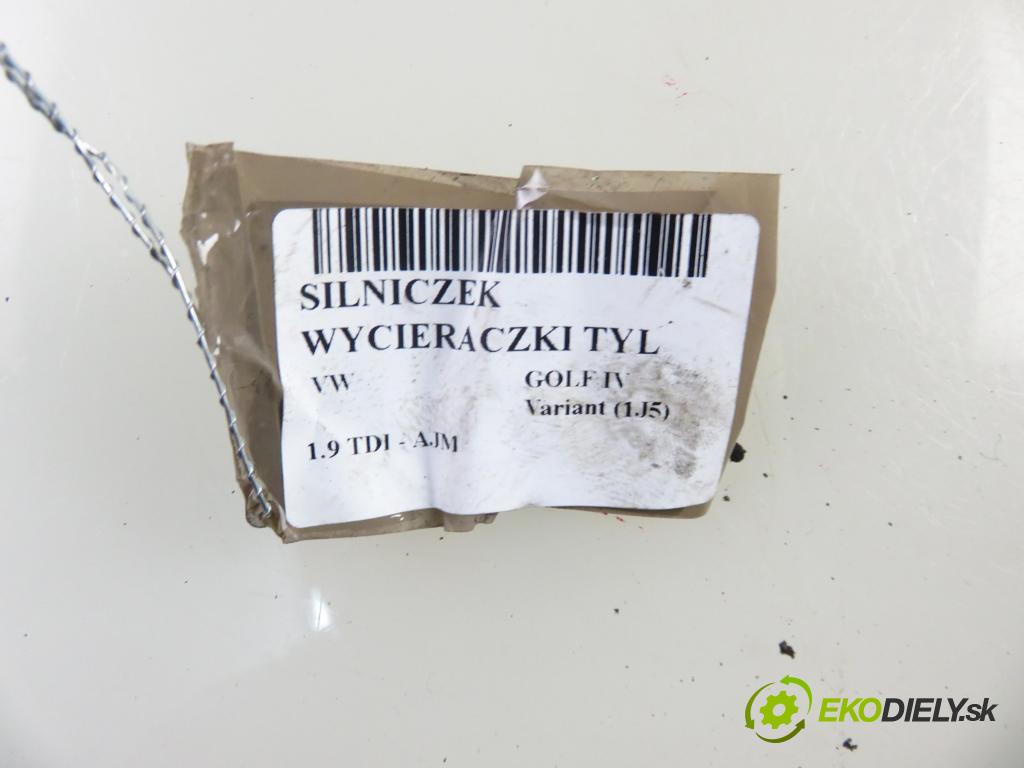 SILNICZEK
WYCIERACZKI TYL
VW
GOLF IV
Variant (1J5)
1.9 TDI - AJM
EKODIELY.sk